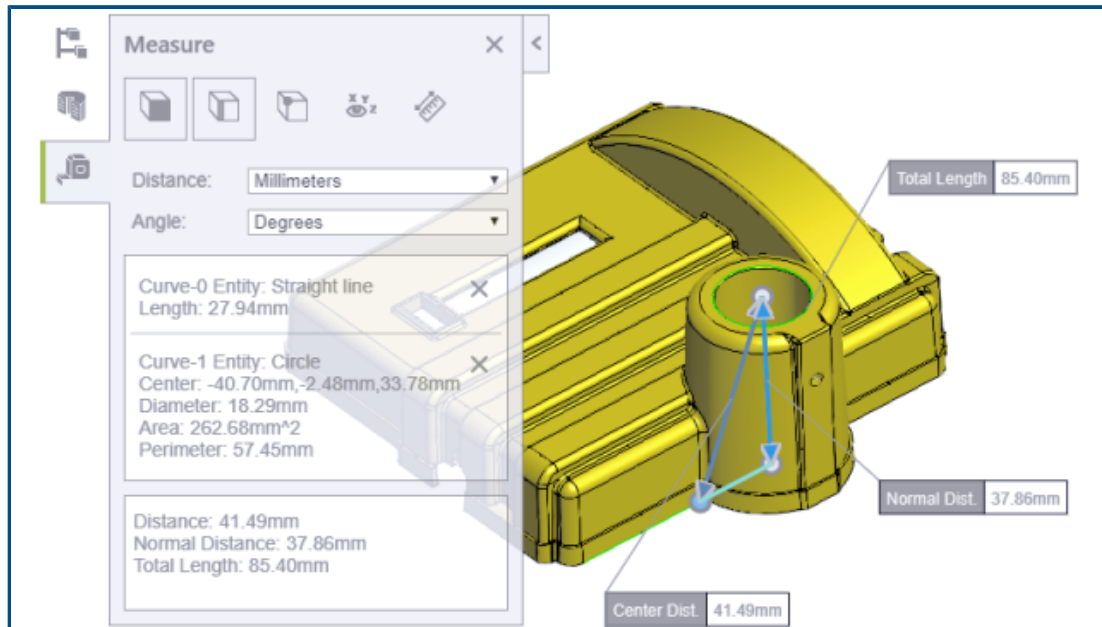 Measure
X Y Z
Distance: Millimeters
Angle: Degrees
Curve-0 Entity: Straight line
Length: 27.94mm
Curve-1 Entity: Circle
Center: -40.70mm,-2.48mm,33.78mm
Diameter: 18.29mm
Area: 262.68mm^2
Perimeter: 57.45mm
Distance: 41.49mm
Normal Distance: 37.86mm
Total Length: 85.40mm
Total Length 85.40mm
Normal Dist. 37.86mm
Center Dist. 41.49mm